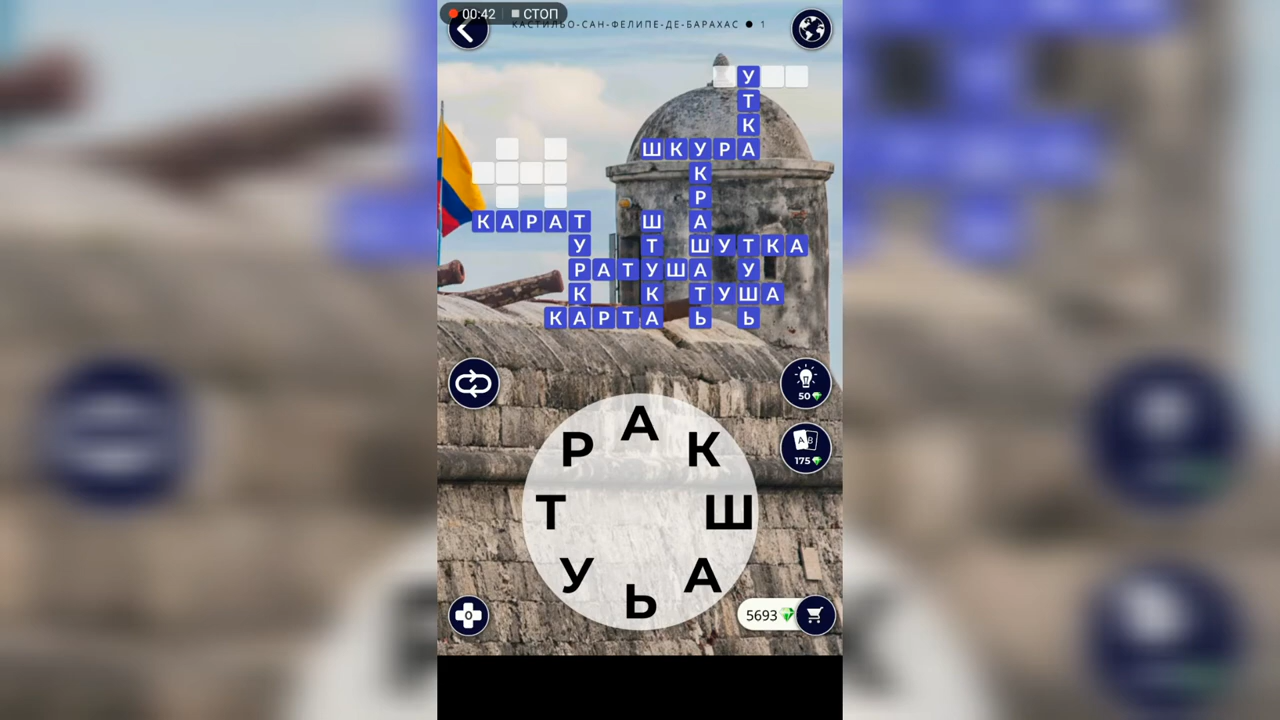 00:42 СТОП
КАСТИЛЬО-САН-ФЕЛИПЕ-ДЕ-БАРАХАС ● 1
У
Т
К
ШКУРА
К
Р
КАРАТ Ш А
У Т ШУТКА
РАТУША У
К К ТУША
КАРТА Ь Ь
50
175
А
Р К
Т Ш
У А
Ь
0
5693